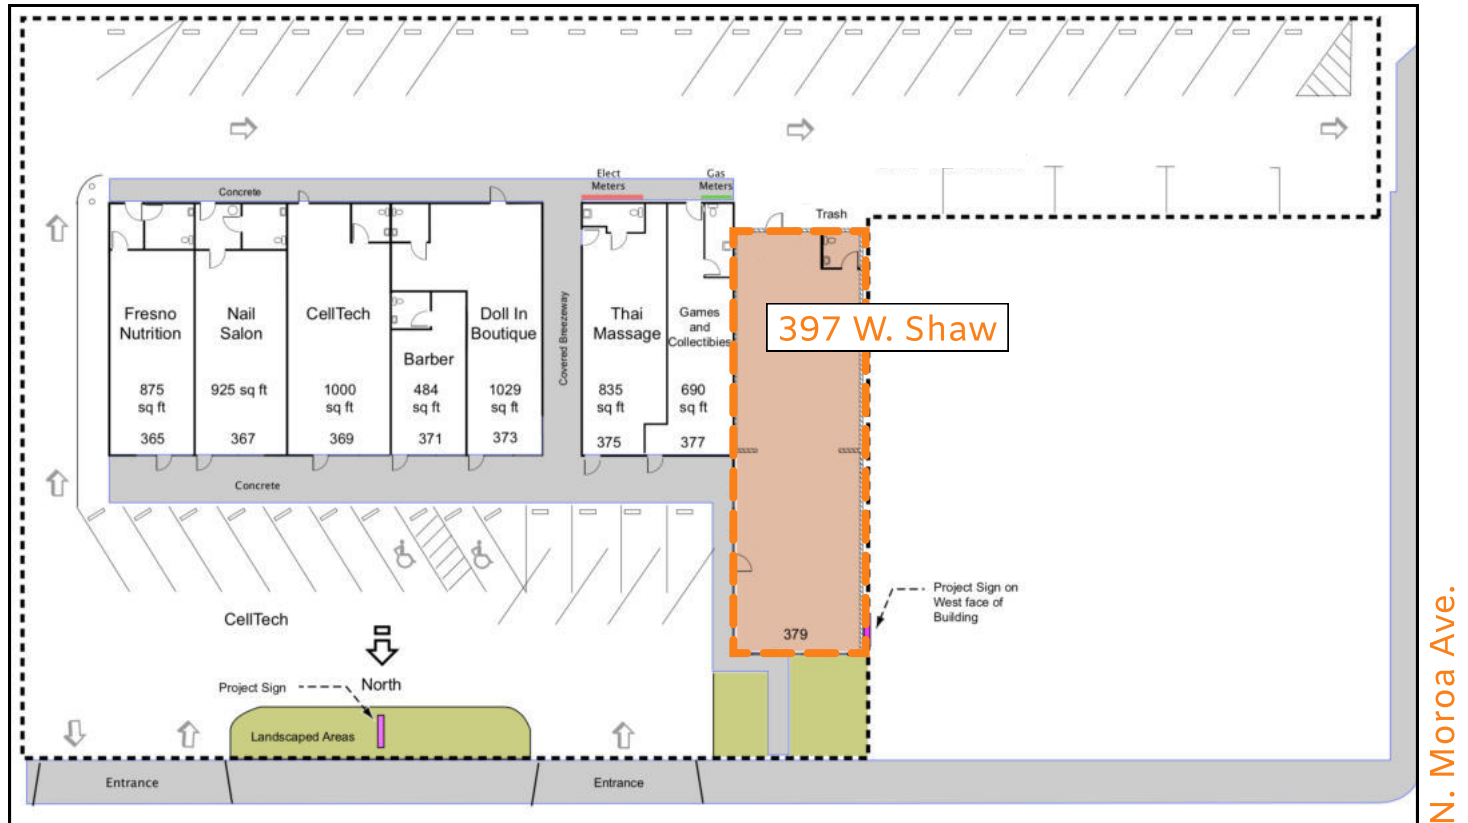 Elect
Meters
Gas
Meters
Concrete
Trash
Fresno
Nutrition
875
sq ft
365
Nail
Salon
925 sq ft
367
CellTech
1000
sq ft
369
Barber
484
sq ft
371
Doll In
Boutique
1029
sq ft
373
Covered Breezeway
Thai
Massage
835
sq ft
375
Games
and
Collectibies
690
sq ft
377
397 W. Shaw
379
Concrete
CellTech
North
Project Sign
Landscaped Areas
Project Sign on
West face of
Building
Entrance
Entrance
N. Moroa Ave.